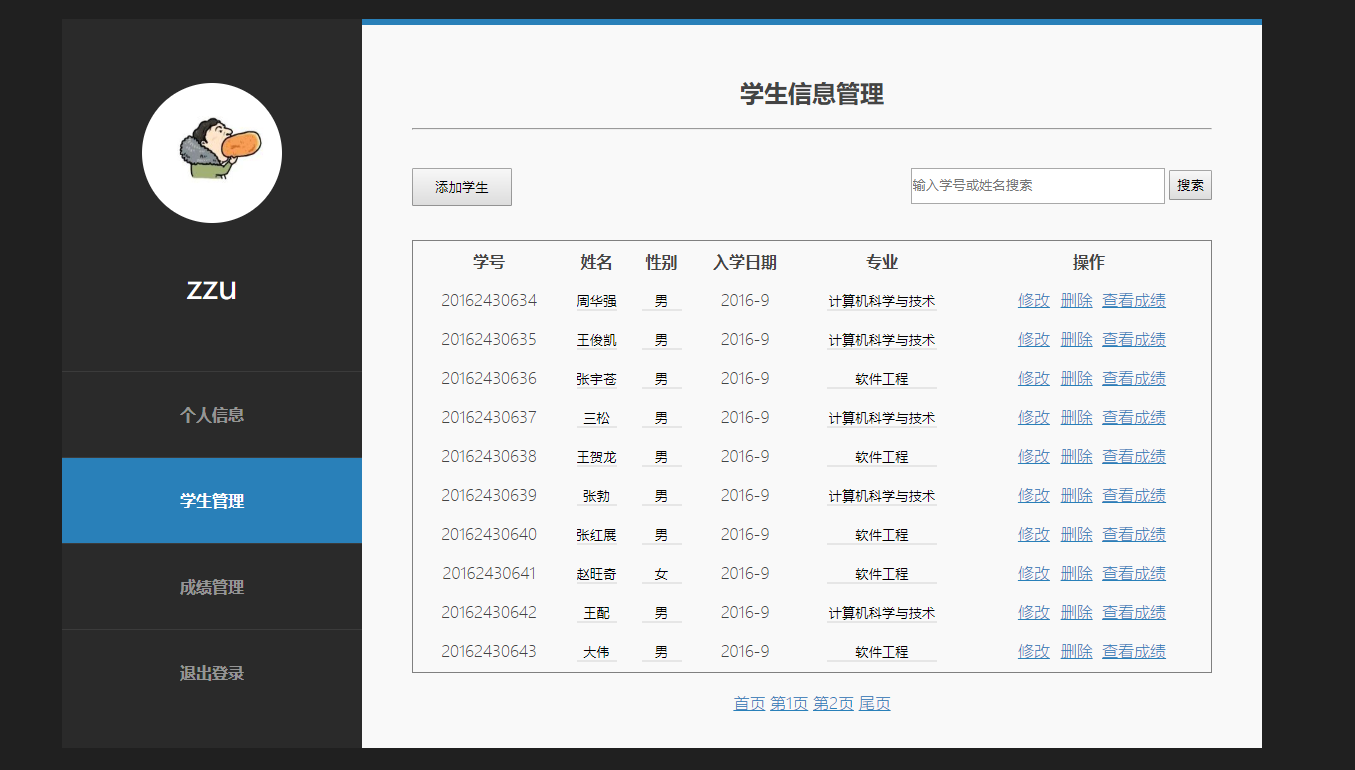 zzu
个人信息
学生管理
成绩管理
退出登录
学生信息管理
添加学生 输入学号或姓名搜索 搜索
学号 姓名 性别 入学日期 专业 操作
20162430634 周华强 男 2016-9 计算机科学与技术 修改 删除 查看成绩
20162430635 王俊凯 男 2016-9 计算机科学与技术 修改 删除 查看成绩
20162430636 张宇苍 男 2016-9 软件工程 修改 删除 查看成绩
20162430637 三松 男 2016-9 计算机科学与技术 修改 删除 查看成绩
20162430638 王贺龙 男 2016-9 软件工程 修改 删除 查看成绩
20162430639 张勃 男 2016-9 计算机科学与技术 修改 删除 查看成绩
20162430640 张红展 男 2016-9 软件工程 修改 删除 查看成绩
20162430641 赵旺奇 女 2016-9 软件工程 修改 删除 查看成绩
20162430642 王配 男 2016-9 计算机科学与技术 修改 删除 查看成绩
20162430643 大伟 男 2016-9 软件工程 修改 删除 查看成绩
首页 第1页 第2页 尾页